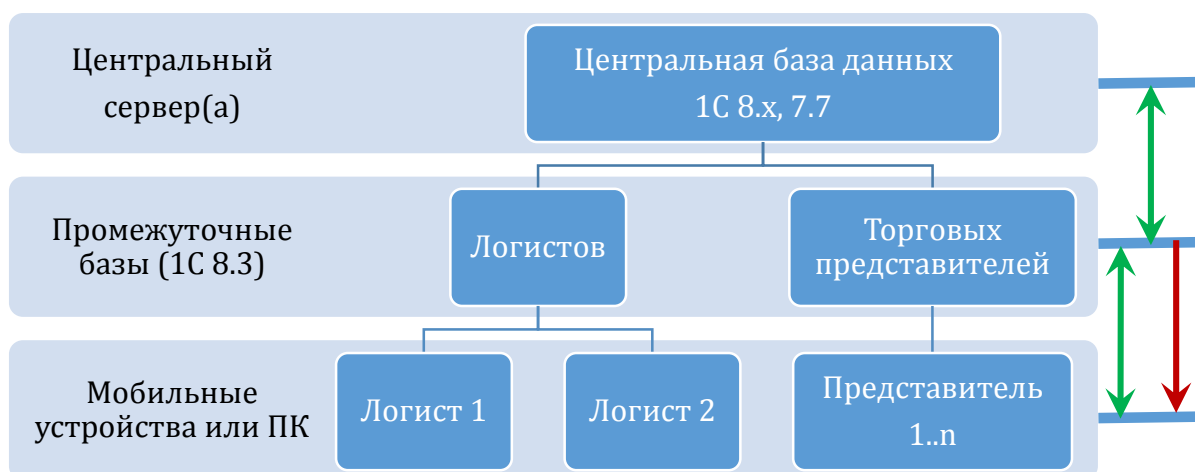 Центральный
сервер(а)
Центральная база данных
1С 8.x, 7.7
Промежуточные
базы (1С 8.3)
Логистов
Торговых
представителей
Мобильные
устройства или ПК
Логист 1
Логист 2
Представитель
1..n